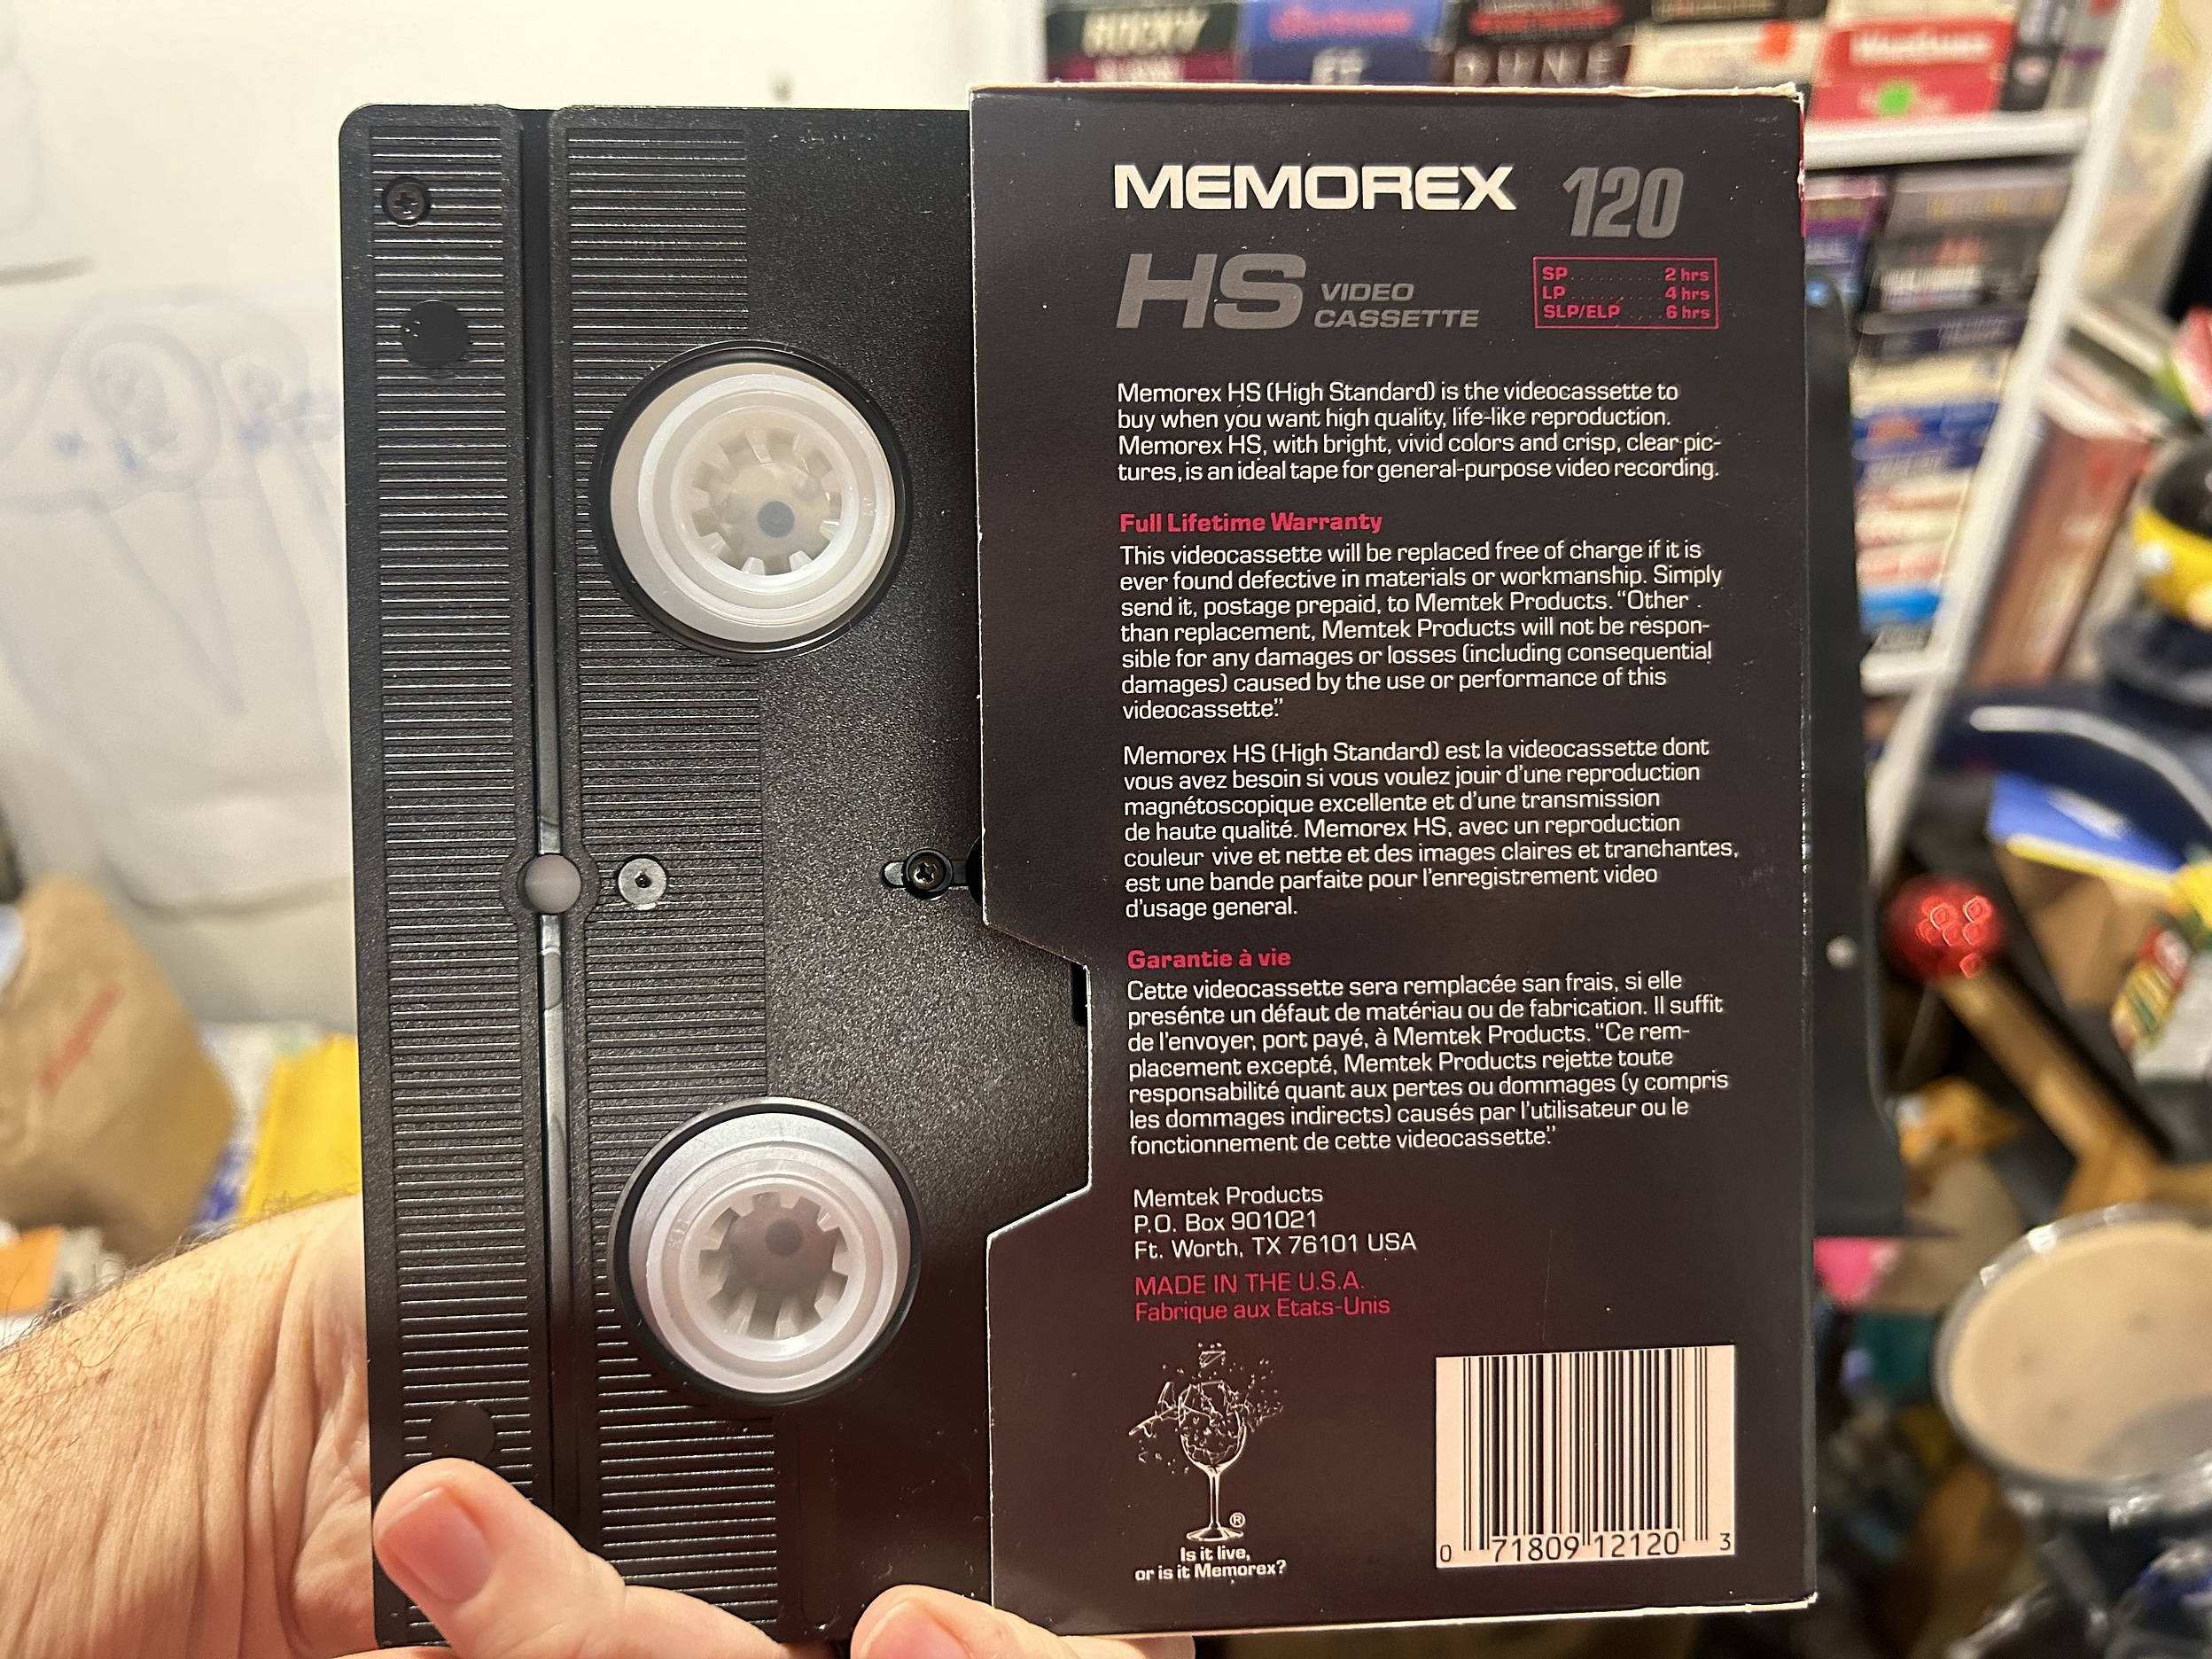 ROCKY
DUNE
MEMOREX 120
HS VIDEO
CASSETTE
SP.......... 2 hrs
LP.......... 4 hrs
SLP/ELP..... 6 hrs
Memorex HS (High Standard) is the videocassette to
buy when you want high quality, life-like reproduction.
Memorex HS, with bright, vivid colors and crisp, clear pic-
tures, is an ideal tape for general-purpose video recording.
Full Lifetime Warranty
This videocassette will be replaced free of charge if it is
ever found defective in materials or workmanship. Simply
send it, postage prepaid, to Memtek Products. “Other
than replacement, Memtek Products will not be respon-
sible for any damages or losses (including consequential
damages) caused by the use or performance of this
videocassette.”
Memorex HS (High Standard) est la videocassette dont
vous avez besoin si vous voulez jouir d'une reproduction
magnétoscopique excellente et d'une transmission
de haute qualité. Memorex HS, avec un reproduction
couleur vive et nette et des images claires et tranchantes,
est une bande parfaite pour l'enregistrement video
d'usage general.
Garantie à vie
Cette videocassette sera remplacée san frais, si elle
presénte un défaut de matériau ou de fabrication. Il suffit
de l'envoyer, port payé, à Memtek Products. “Ce rem-
placement excepté, Memtek Products rejette toute
responsabilité quant aux pertes ou dommages (y compris
les dommages indirects) causés par l'utilisateur ou le
fonctionnement de cette videocassette.”
Memtek Products
P.O. Box 901021
Ft. Worth, TX 76101 USA
MADE IN THE U.S.A.
Fabrique aux Etats-Unis
®
Is it live,
or is it Memorex?
0 71809 12120 3